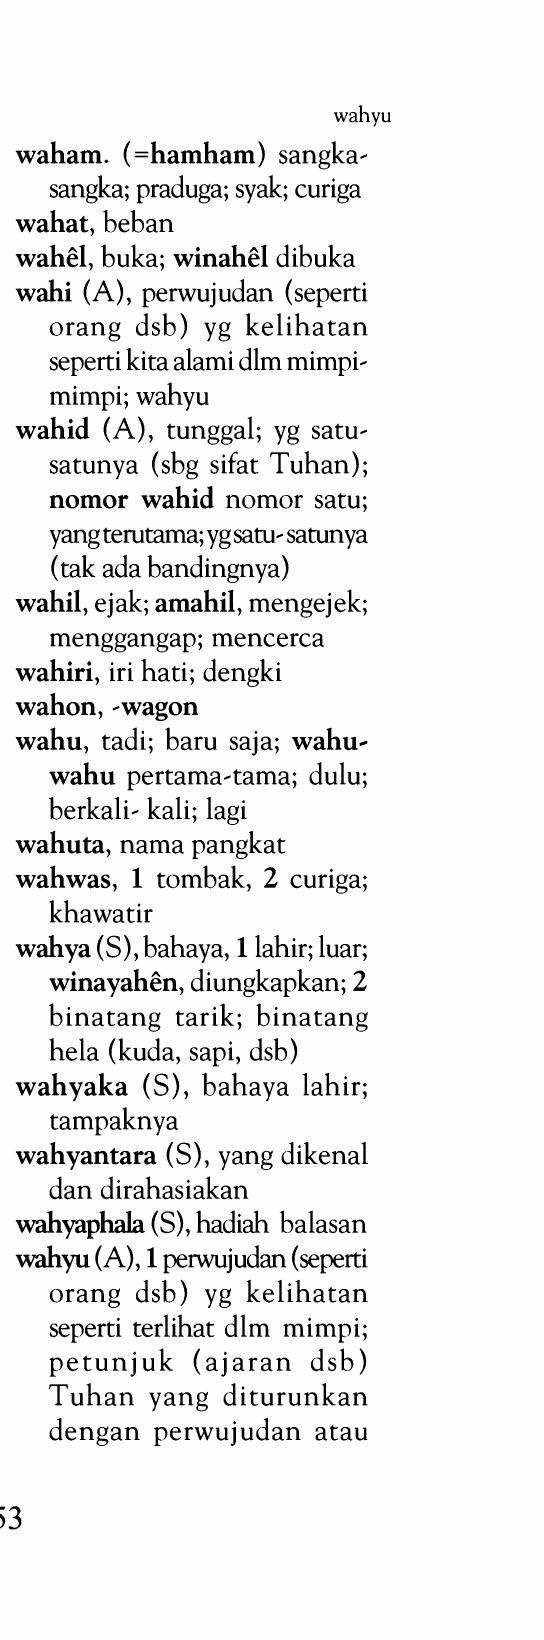 wahyu
waham. (=hamham) sangka-
sangka; praduga; syak; curiga
wahat, beban
wahêl, buka; winahêl dibuka
wahi (A), perwujudan (seperti
orang dsb) yg kelihatan
seperti kita alami dlm mimpi-
mimpi; wahyu
wahid (A), tunggal; yg satu-
satunya (sbg sifat Tuhan);
nomor wahid nomor satu;
yang terutama; yg satu-satunya
(tak ada bandingnya)
wahil, ejak; amahil, mengejek;
menggangap; mencerca
wahiri, iri hati; dengki
wahon, -wagon
wahu, tadi; baru saja; wahu-
wahu pertama-tama; dulu;
berkali- kali; lagi
wahuta, nama pangkat
wahwas, 1 tombak, 2 curiga;
khawatir
wahya (S), bahaya, 1 lahir; luar;
winayahên, diungkapkan; 2
binatang tarik; binatang
hela (kuda, sapi, dsb)
wahyaka (S), bahaya lahir;
tampaknya
wahyantara (S), yang dikenal
dan dirahasiakan
wahyaphala (S), hadiah balasan
wahyu (A), 1 perwujudan (seperti
orang dsb) yg kelihatan
seperti terlihat dlm mimpi;
petunjuk (ajaran dsb)
Tuhan yang diturunkan
dengan perwujudan atau
53